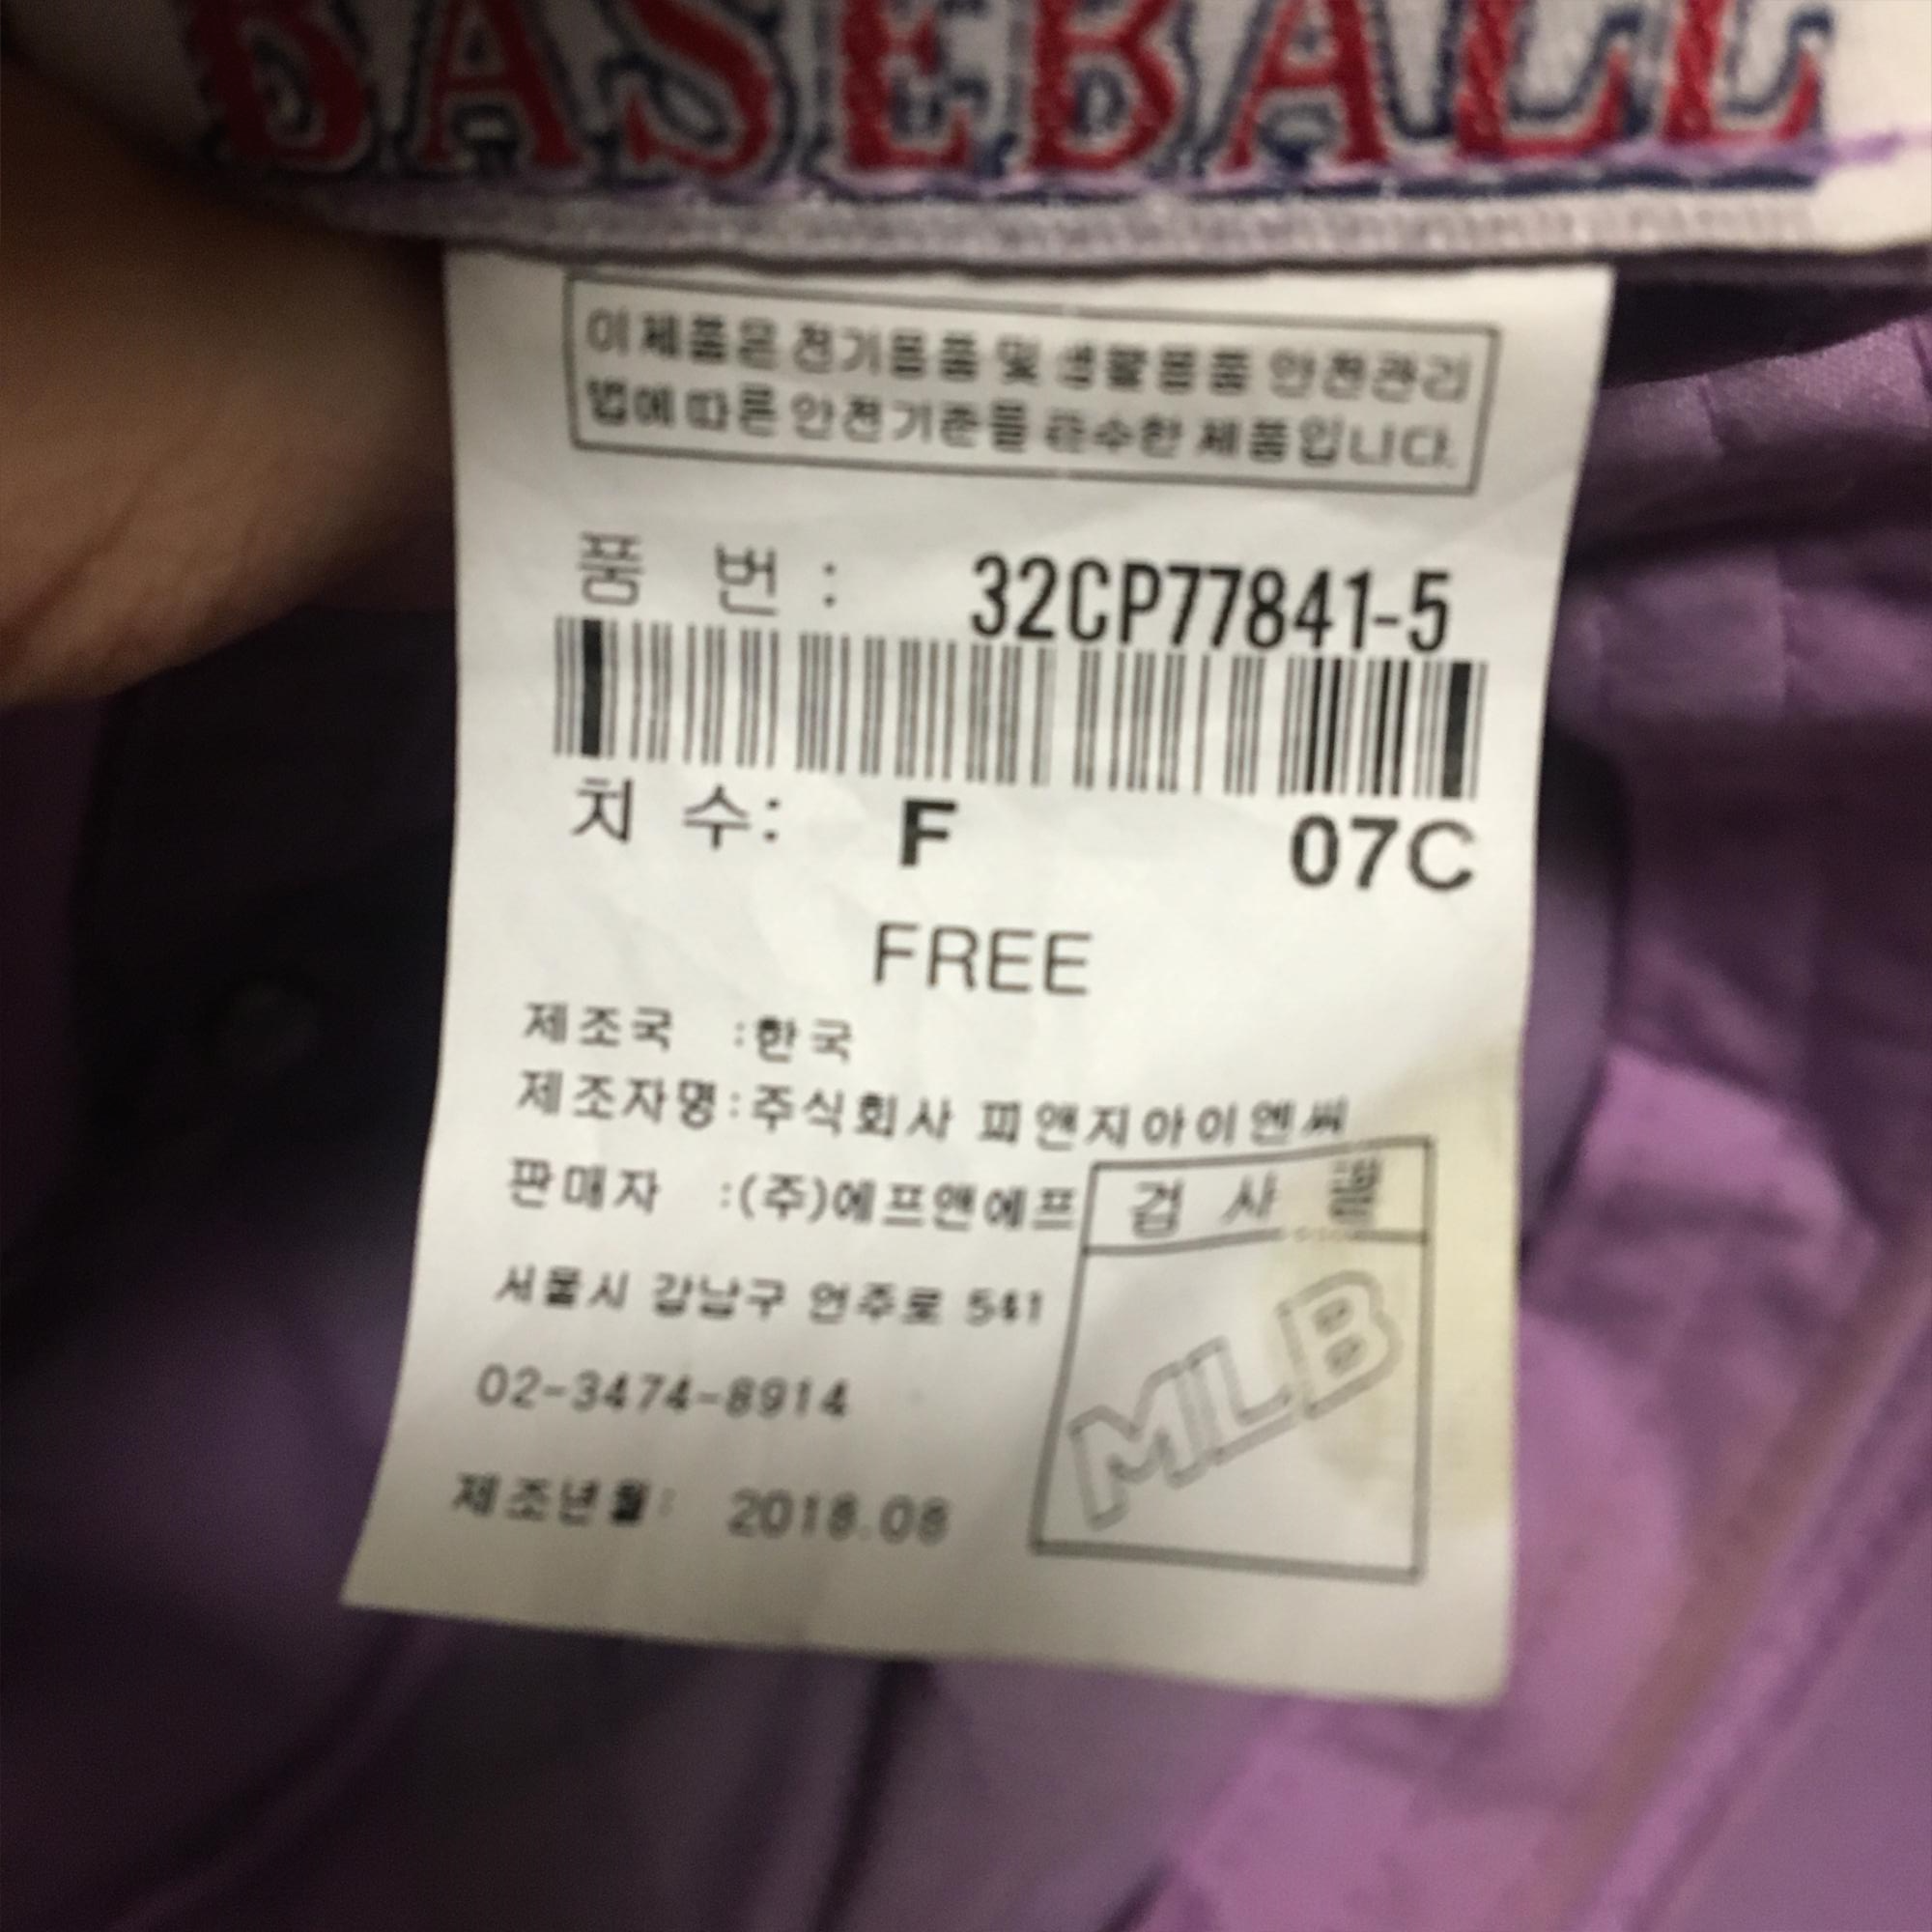 BASEBALL
이 제품은 전기용품 및 생활용품 안전관리
법에 따른 안전기준을 준수한 제품입니다.
품 번 : 32CP77841-5
치 수: F 07C
FREE
제조국 :한국
제조자명:주식회사 피앤지아이엔씨
판매자 :(주)에프앤에프
검 사 필
서울시 강남구 언주로 541
MLB
02-3474-8914
제조년월: 2018.08